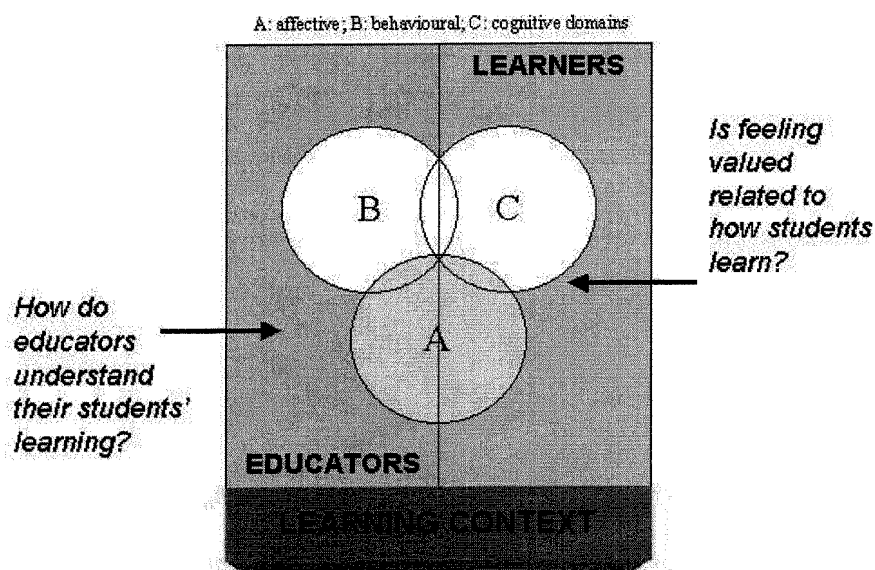 A: affective; B: behavioural; C: cognitive domains
LEARNERS
Is feeling
valued
related to
how students
learn?
B
C
How do
educators
understand
their students'
learning?
A
EDUCATORS
LEARNING CONTEXT